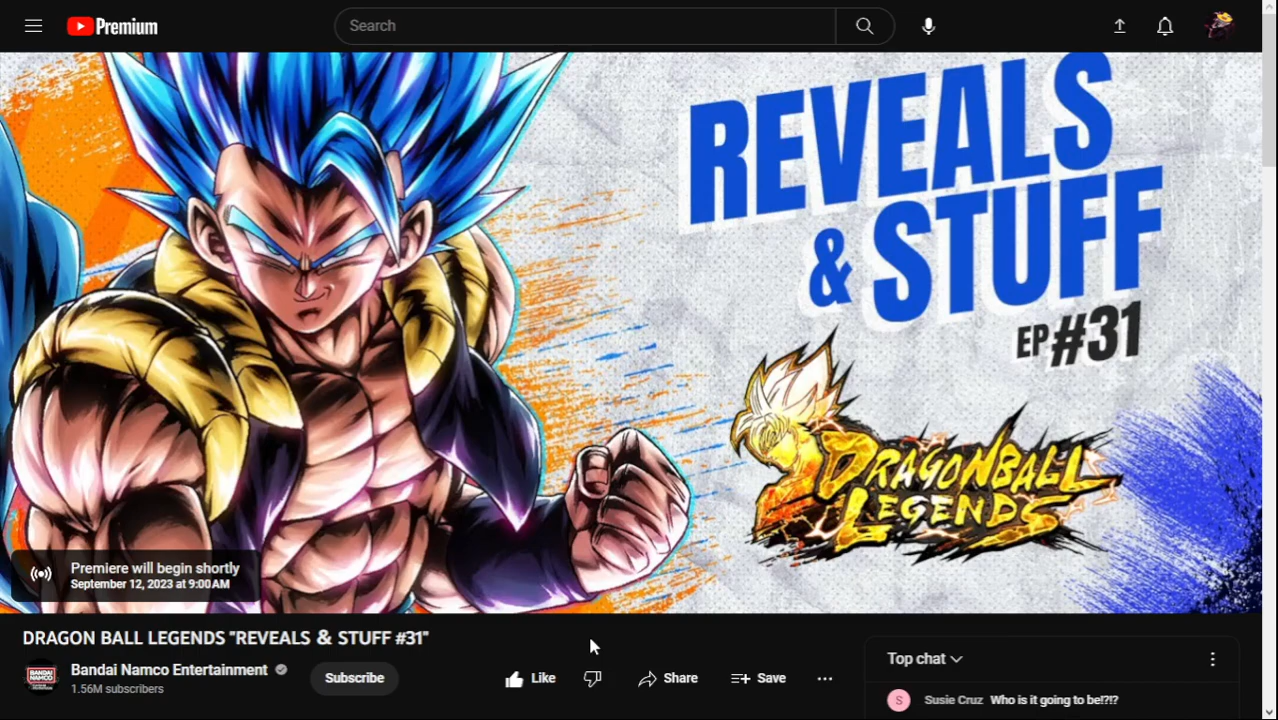 Premium
Search
REVEALS
& STUFF
EP #31
DRAGON BALL
LEGENDS
Premiere will begin shortly
September 12, 2023 at 9:00 AM
DRAGON BALL LEGENDS "REVEALS & STUFF #31"
BANDAI
NAMCO
Bandai Namco Entertainment
1.56M subscribers
Subscribe
Like
Share
Save
Top chat
S
Susie Cruz Who is it going to be!?!?